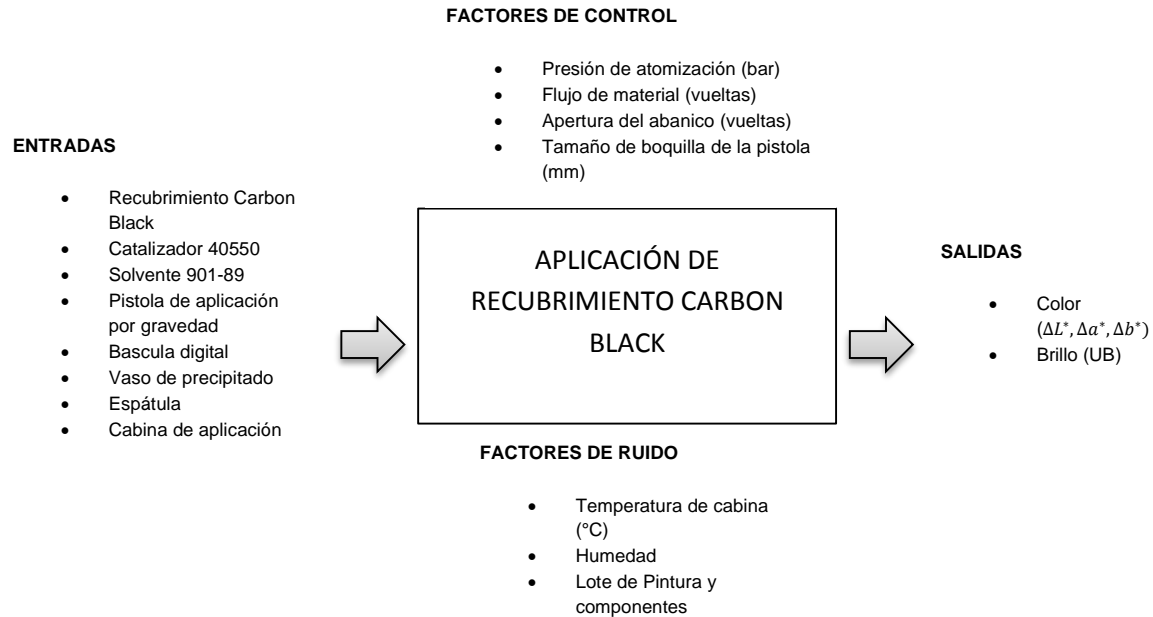 FACTORES DE CONTROL
• Presión de atomización (bar)
• Flujo de material (vueltas)
• Apertura del abanico (vueltas)
• Tamaño de boquilla de la pistola
(mm)
ENTRADAS
• Recubrimiento Carbon
Black
• Catalizador 40550
• Solvente 901-89
• Pistola de aplicación
por gravedad
• Bascula digital
• Vaso de precipitado
• Espátula
• Cabina de aplicación
APLICACIÓN DE
RECUBRIMIENTO CARBON
BLACK
SALIDAS
• Color
(ΔL*, Δa*, Δb*)
• Brillo (UB)
FACTORES DE RUIDO
• Temperatura de cabina
(°C)
• Humedad
• Lote de Pintura y
componentes